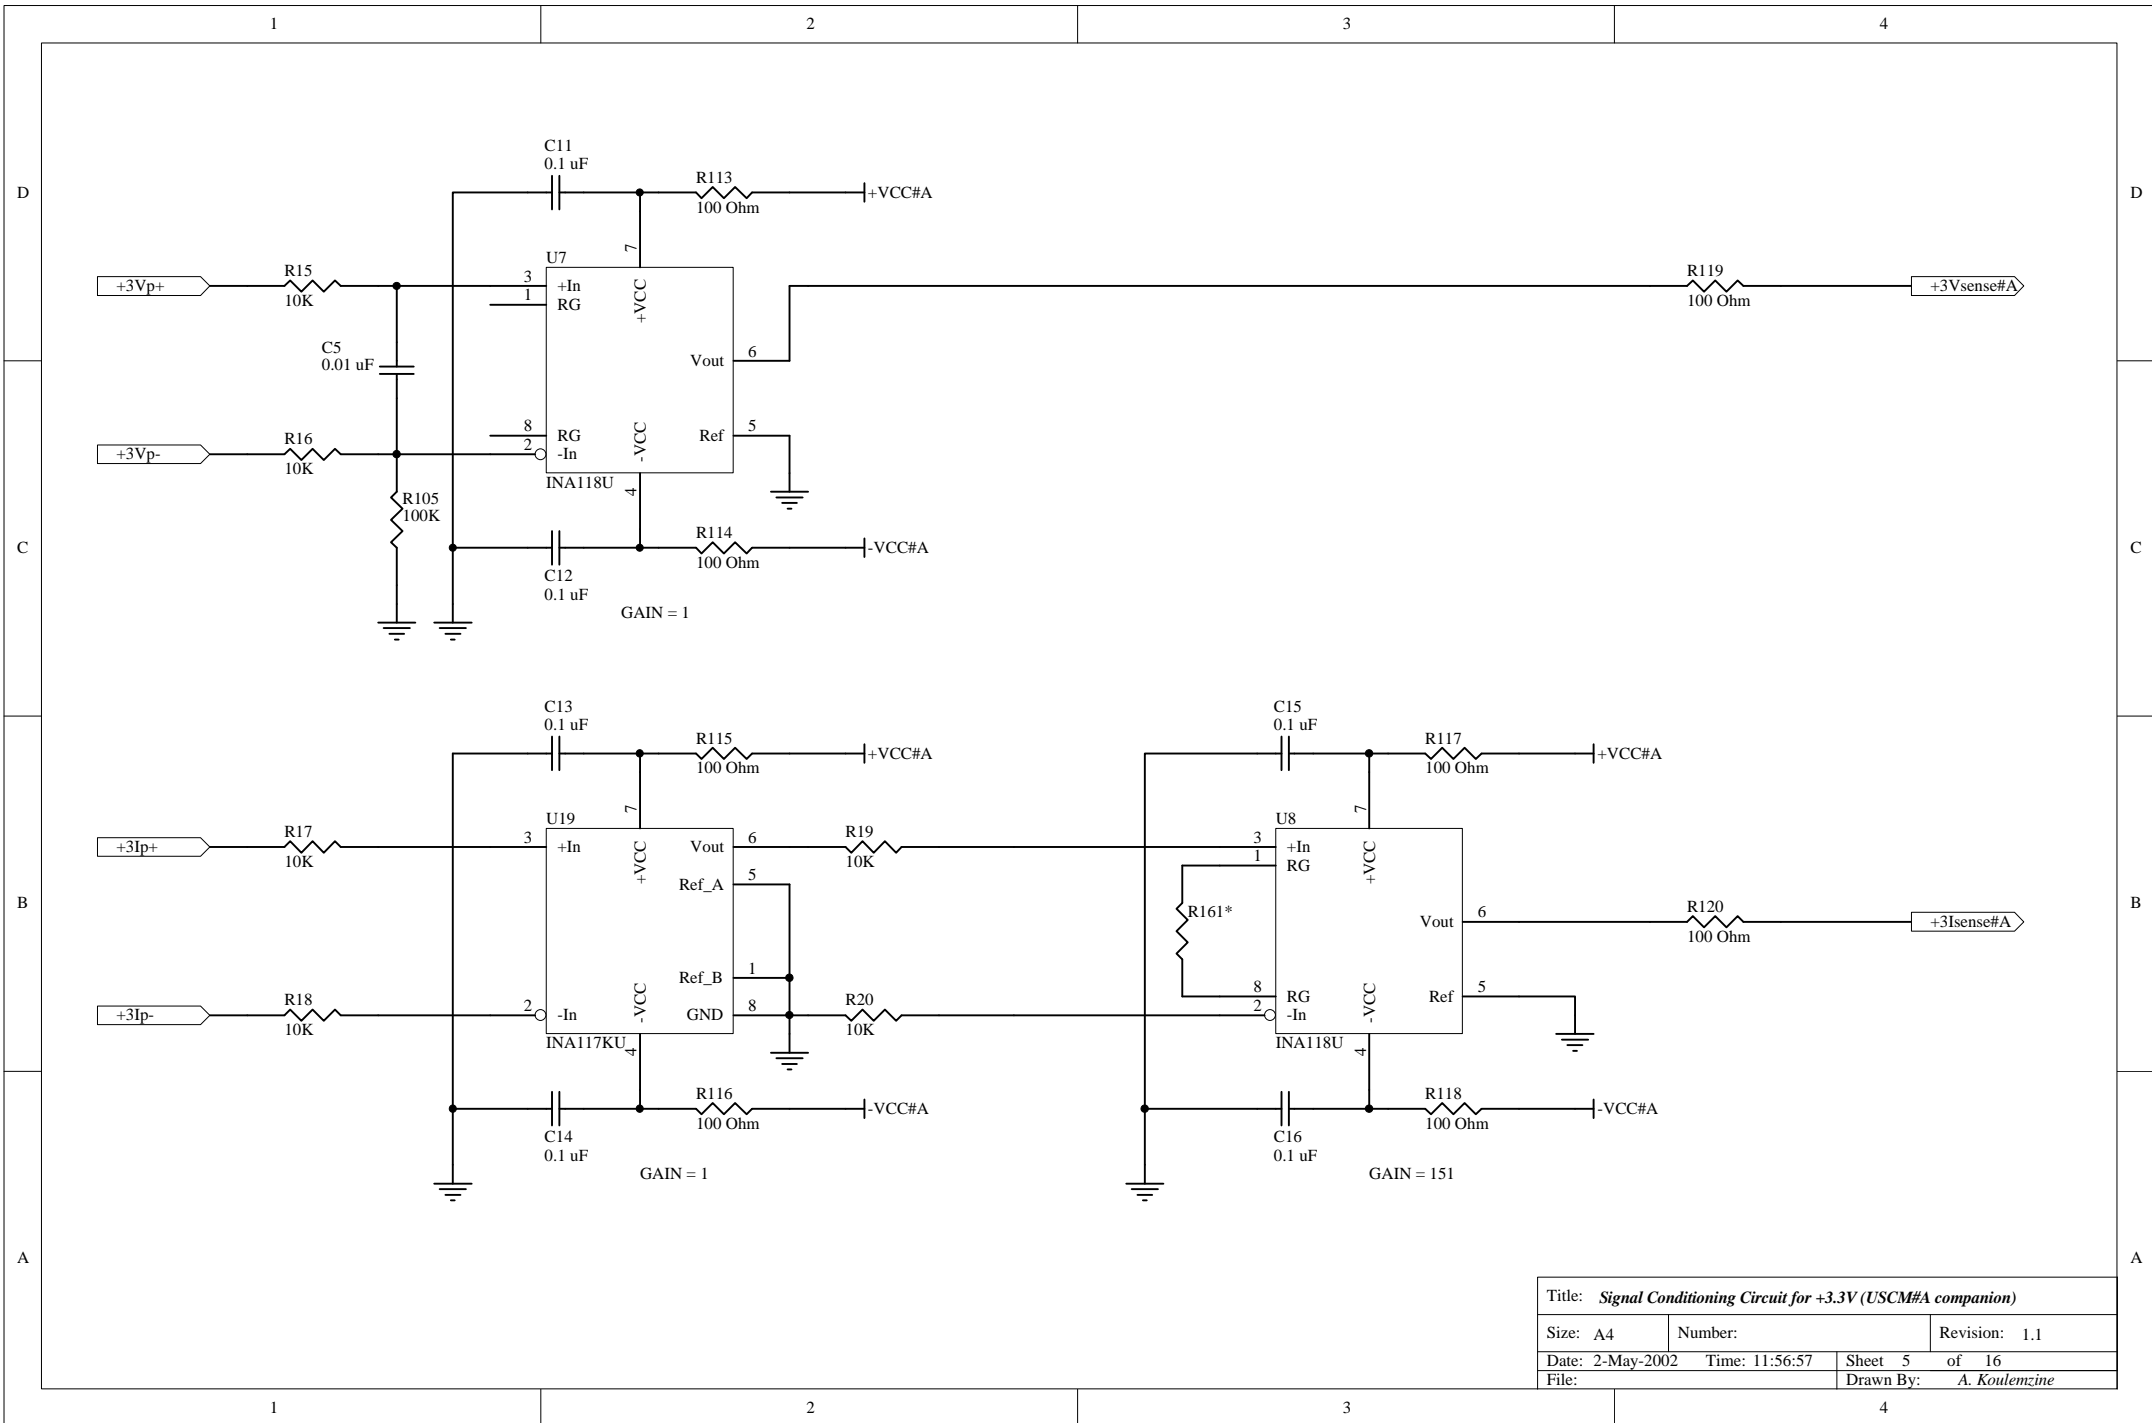 1 2 3 4
D D
C11
0.1 uF
R113
100 Ohm
+VCC#A
+3Vp+
R15
10K
U7
7
3 +In
1 RG
+VCC
Vout 6
8 RG
2 -In
-VCC
Ref 5
INA118U
4
C5
0.01 uF
+3Vp-
R16
10K
R105
100K
R119
100 Ohm
+3Vsense#A
C C
R114
100 Ohm
-VCC#A
C12
0.1 uF
GAIN = 1
C13
0.1 uF
R115
100 Ohm
+VCC#A
+3Ip+
R17
10K
U19
7
3 +In
+VCC
Vout 6
Ref_A 5
Ref_B 1
GND 8
2 -In
-VCC
INA117KU
4
+3Ip-
R18
10K
R19
10K
R20
10K
R116
100 Ohm
-VCC#A
C14
0.1 uF
GAIN = 1
C15
0.1 uF
R117
100 Ohm
+VCC#A
U8
7
3 +In
1 RG
+VCC
R161*
Vout 6
8 RG
2 -In
-VCC
Ref 5
INA118U
4
R120
100 Ohm
+3Isense#A
B B
R118
100 Ohm
-VCC#A
C16
0.1 uF
GAIN = 151
A A
Title: Signal Conditioning Circuit for +3.3V (USCM#A companion)
Size: A4 Number: Revision: 1.1
Date: 2-May-2002 Time: 11:56:57 Sheet 5 of 16
File: Drawn By: A. Koulemzine
1 2 3 4